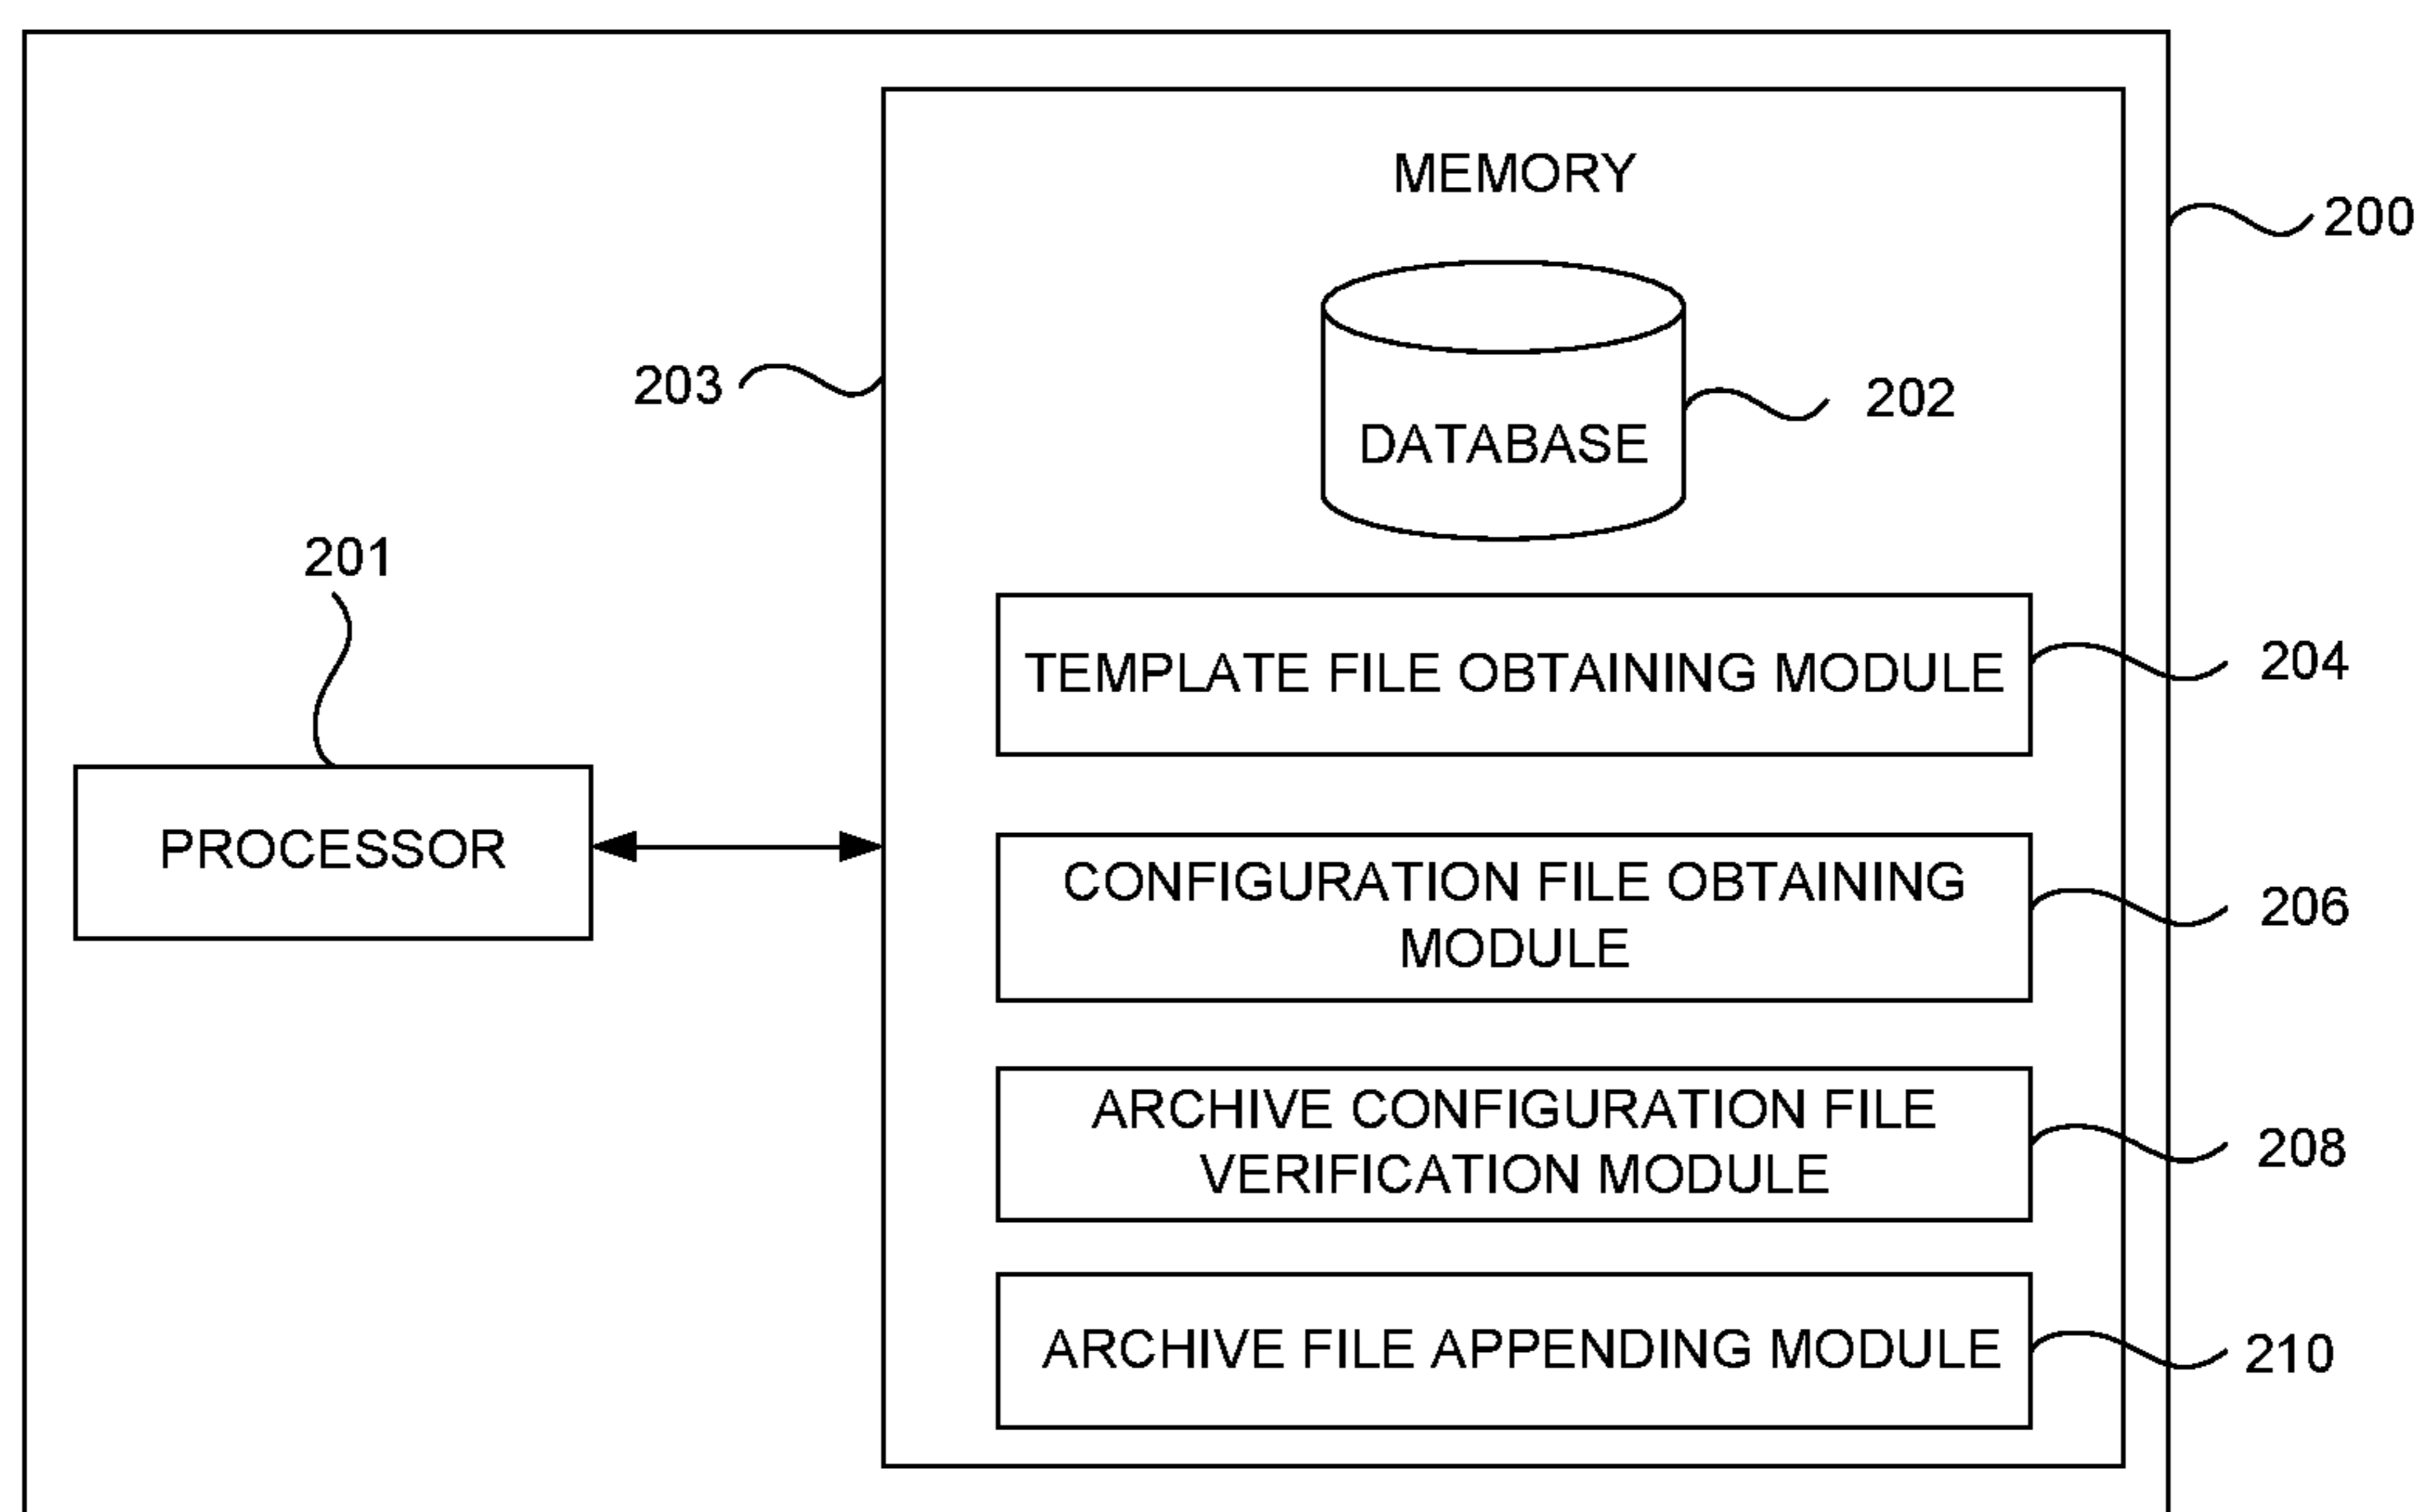 MEMORY
200
203
202
DATABASE
201
TEMPLATE FILE OBTAINING MODULE
204
PROCESSOR
CONFIGURATION FILE OBTAINING
MODULE
206
ARCHIVE CONFIGURATION FILE
VERIFICATION MODULE
208
ARCHIVE FILE APPENDING MODULE
210